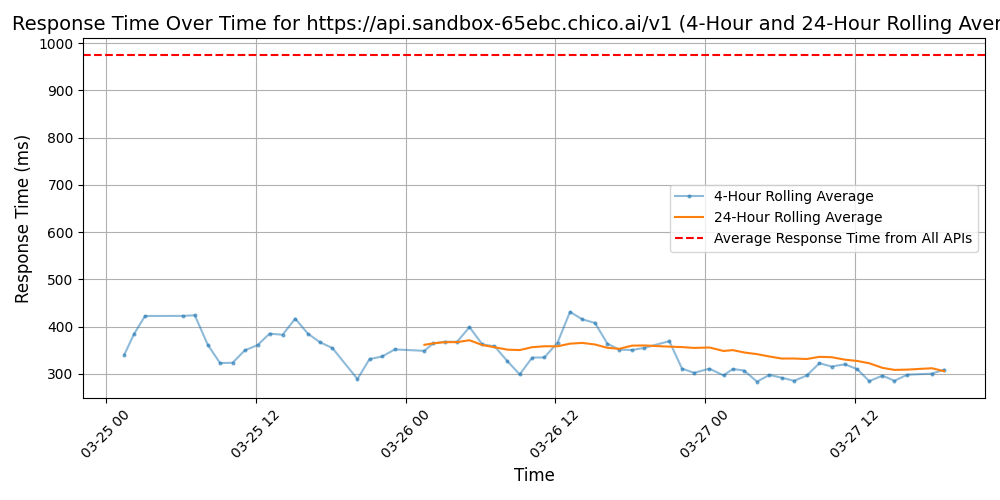 Response Time Over Time for https://api.sandbox-65ebc.chico.ai/v1 (4-Hour and 24-Hour Rolling Aver
Response Time (ms)
1000
900
800
700
600
500
400
300
4-Hour Rolling Average
24-Hour Rolling Average
Average Response Time from All APIs
03-25 00
03-25 12
03-26 00
03-26 12
03-27 00
03-27 12
Time